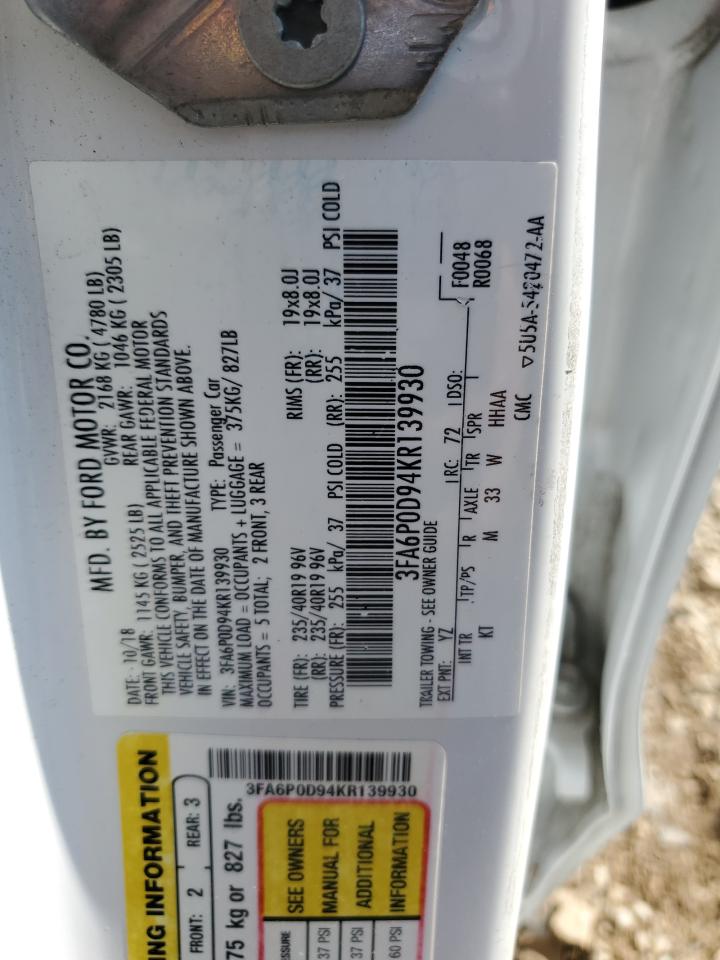 MFD. BY FORD MOTOR CO.
DATE: 10/18 GVWR: 2168 KG ( 4780 LB)
FRONT GAWR: 1145 KG ( 2525 LB) REAR GAWR: 1046 KG ( 2305 LB)
THIS VEHICLE CONFORMS TO ALL APPLICABLE FEDERAL MOTOR
VEHICLE SAFETY, BUMPER, AND THEFT PREVENTION STANDARDS
IN EFFECT ON THE DATE OF MANUFACTURE SHOWN ABOVE.
VIN: 3FA6P0D94KR139930 TYPE: Passenger Car
MAXIMUM LOAD = OCCUPANTS + LUGGAGE = 375KG/ 827LB
OCCUPANTS = 5 TOTAL; 2 FRONT, 3 REAR
TIRE (FR): 235/40R19 96V RIMS (FR): 19x8.0J
(RR): 235/40R19 96V (RR): 19x8.0J
PRESSURE (FR): 255 kPa/ 37 PSI COLD (RR): 255 kPa/ 37 PSI COLD
3FA6P0D94KR139930
TRAILER TOWING - SEE OWNER GUIDE
EXT PNT: YZ RC: 72 DSO: F0048
R0068
INT TR TP/PS R AXLE TR SPR
KT M 33 W HHAA
CMC
5U5A-5420472-AA
ING INFORMATION
FRONT: 2 REAR: 3
75 kg or 827 lbs.
3FA6P0D94KR139930
ESSURE
37 PSI
37 PSI
60 PSI
SEE OWNERS
MANUAL FOR
ADDITIONAL
INFORMATION